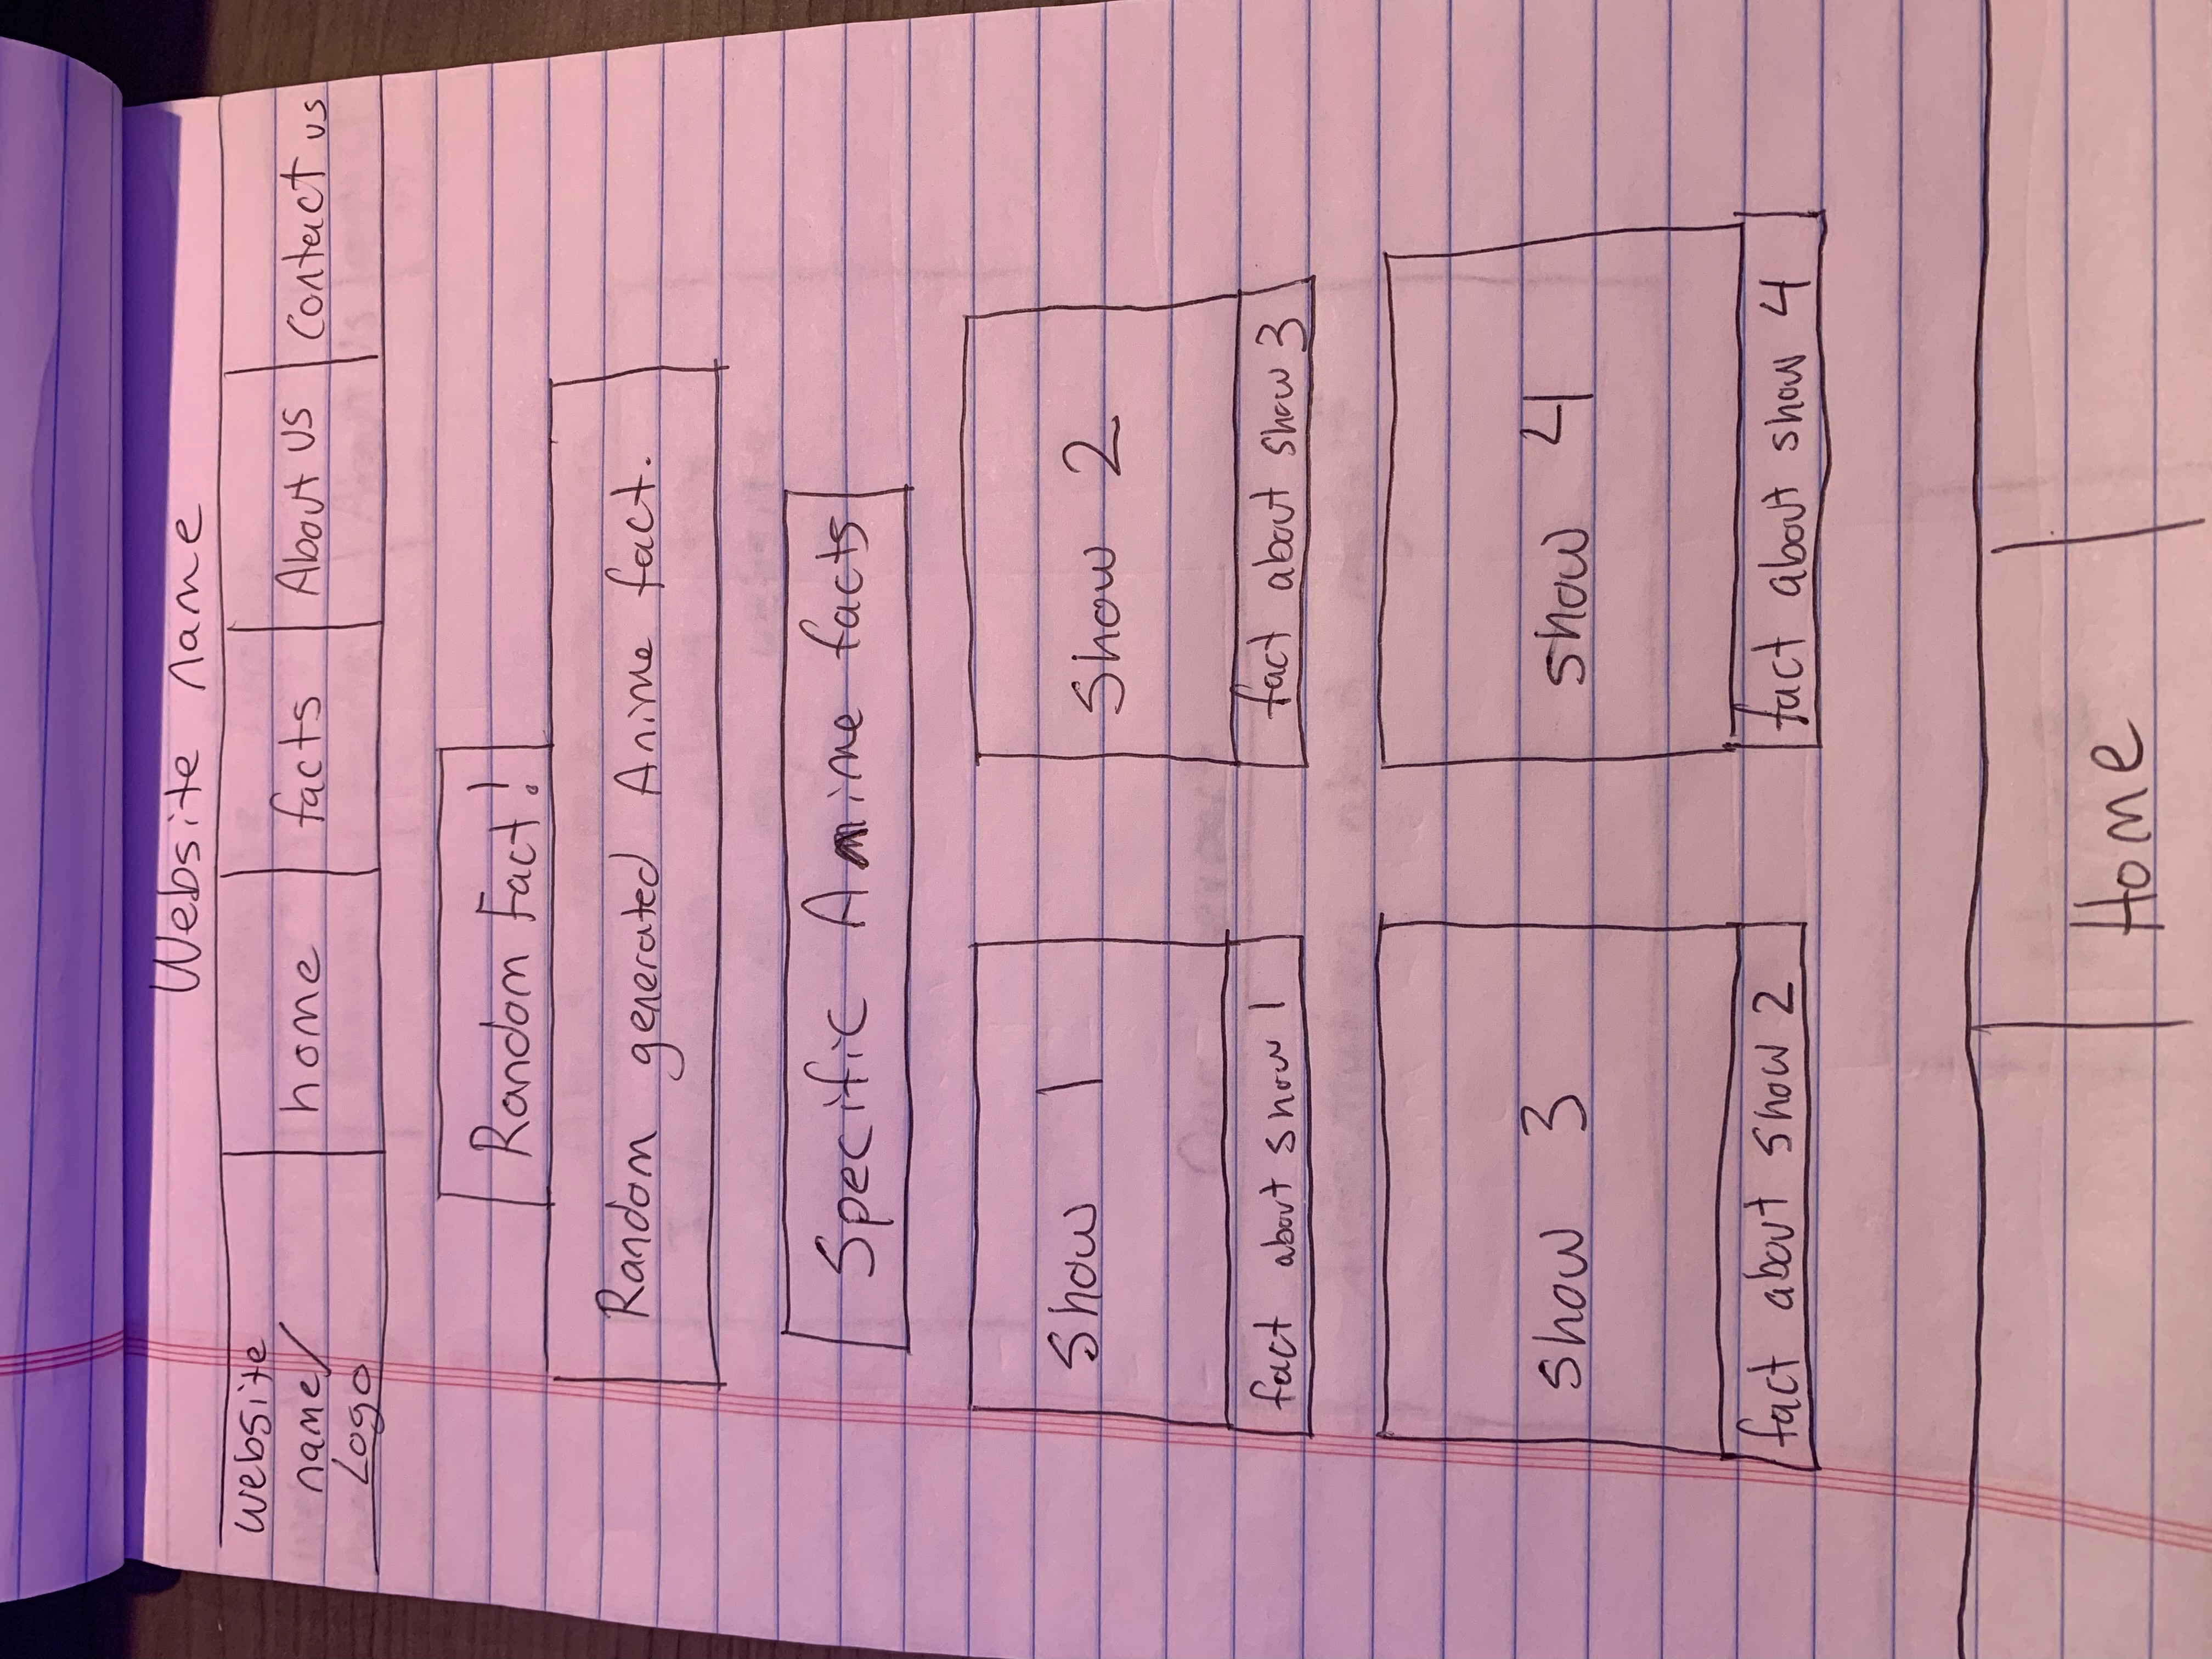 Website name
website
name/
Logo
home
facts
About us
Contact us
Random Fact!
Random generated Anime fact.
Specific Anime facts
Show 1
Show 2
fact about show 1
fact about show 3
show 3
show 4
fact about show 2
fact about show 4
Home